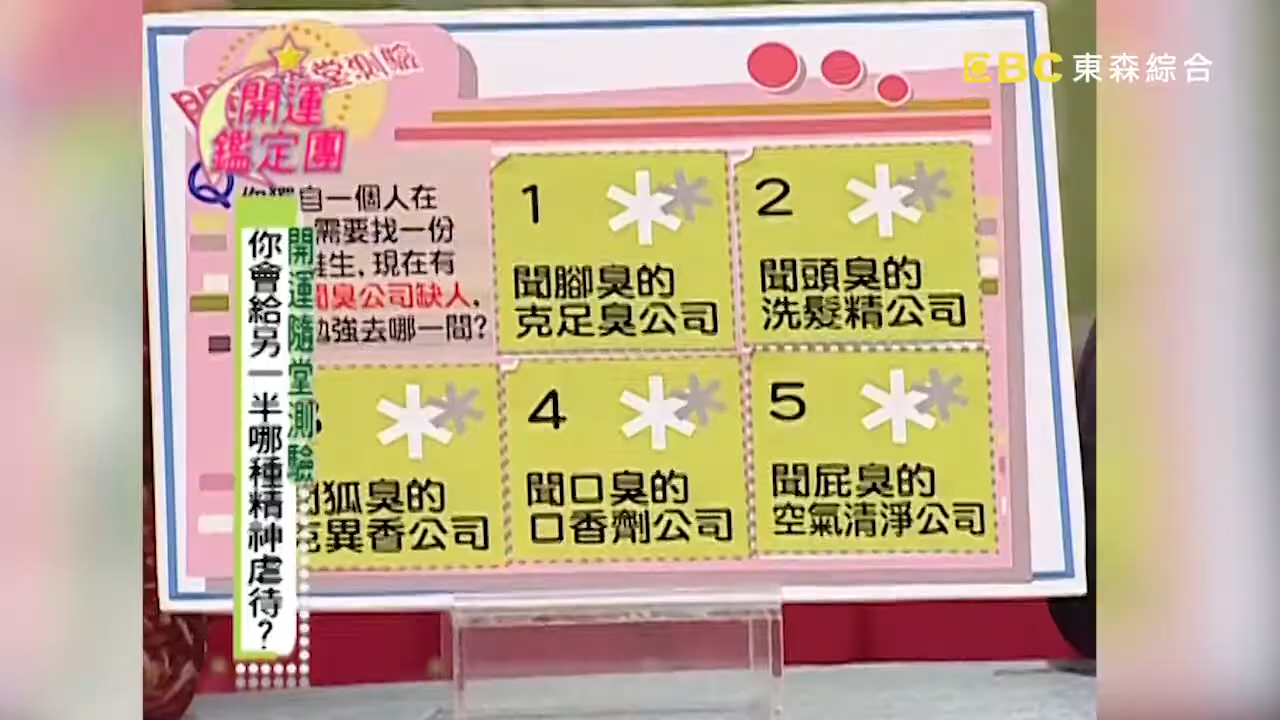 EBC 東森綜合
堂測驗
開運
鑑定團
Q
自一個人在
需要找一份
生,現在有
臭公司缺人,
強去哪一間?
1
聞腳臭的
克足臭公司
2
聞頭臭的
洗髮精公司
狐臭的
異香公司
4
聞口臭的
口香劑公司
5
聞屁臭的
空氣清淨公司
開運隨堂測驗
你會給另一半哪種精神虐待?